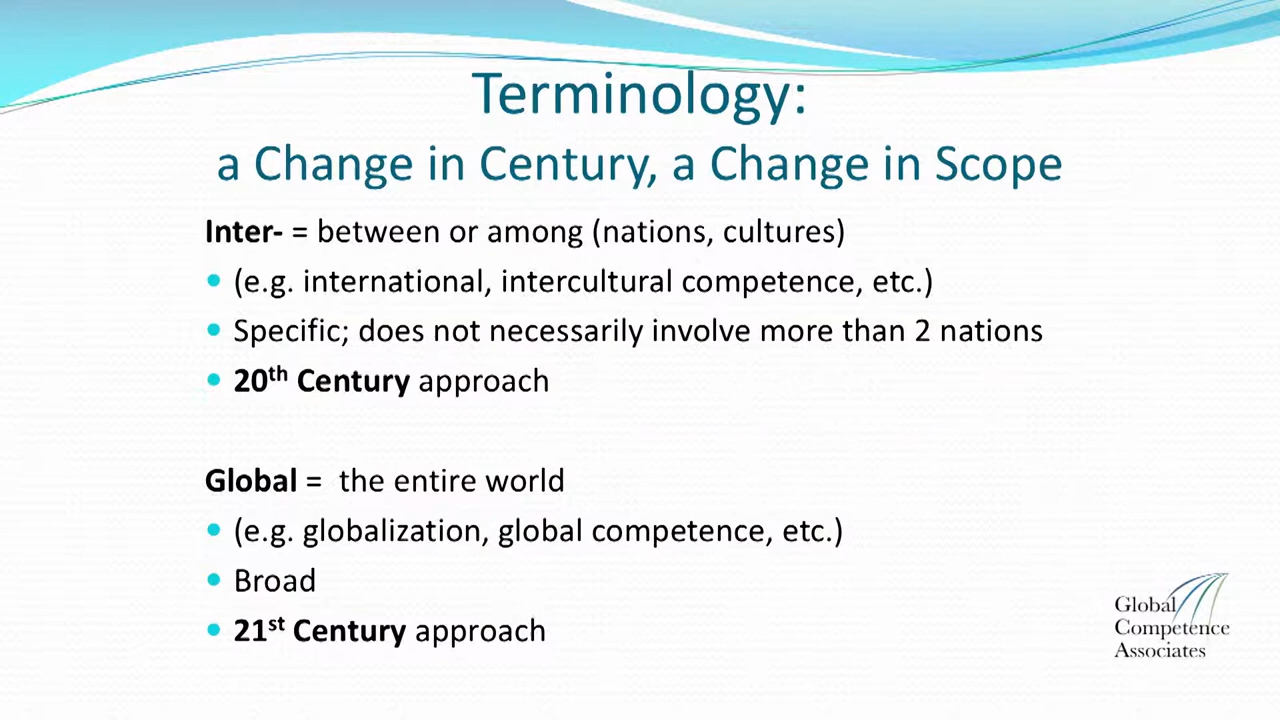 Terminology:
a Change in Century, a Change in Scope
Inter- = between or among (nations, cultures)
• (e.g. international, intercultural competence, etc.)
• Specific; does not necessarily involve more than 2 nations
• 20th Century approach
Global = the entire world
• (e.g. globalization, global competence, etc.)
• Broad
• 21st Century approach
Global
Competence
Associates